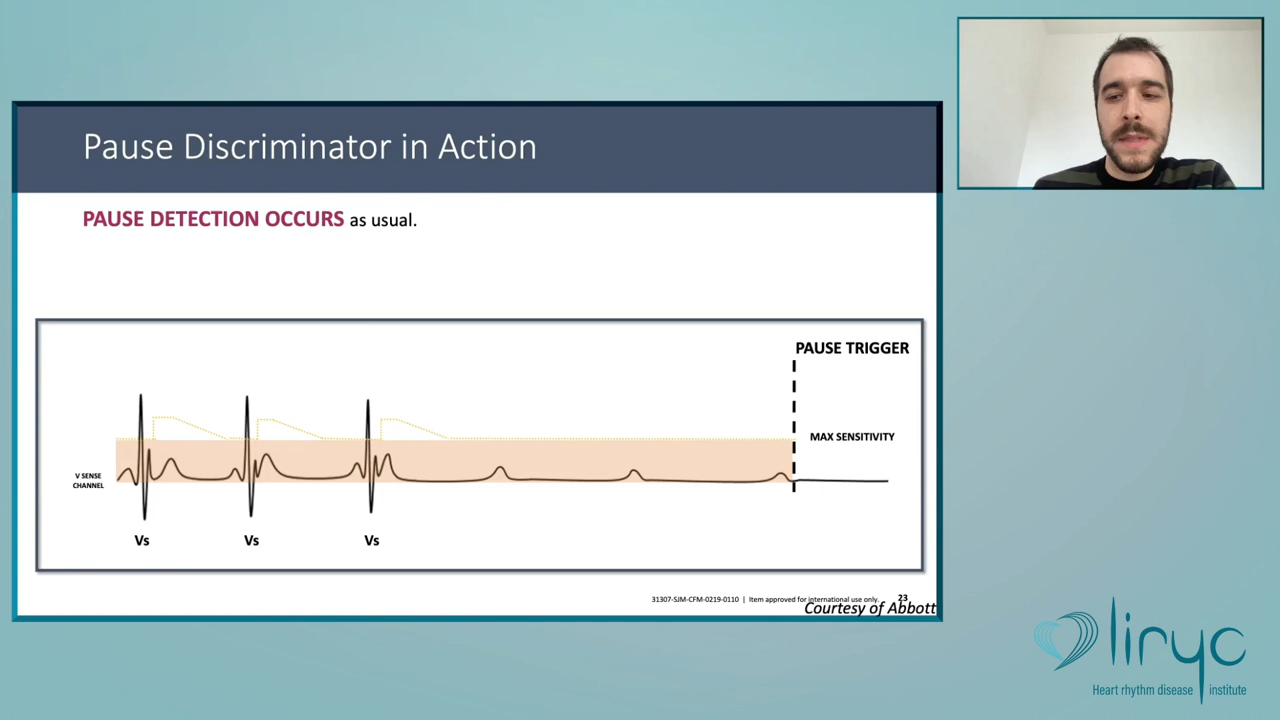 Pause Discriminator in Action
PAUSE DETECTION OCCURS as usual.
PAUSE TRIGGER
MAX SENSITIVITY
V SENSE
CHANNEL
Vs Vs Vs
31307-SJM-CFM-0219-0110 | Item approved for international use only. 23
Courtesy of Abbott
liryc
Heart rhythm disease institute